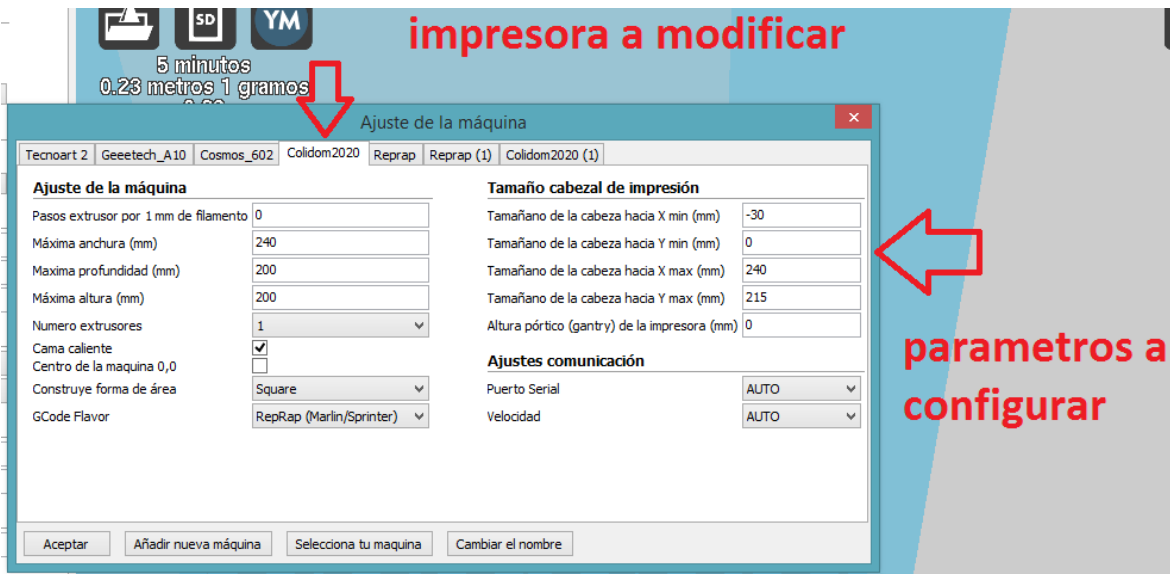 SD
YM
impresora a modificar
5 minutos
0.23 metros 1 gramos
Ajuste de la máquina
Tecnoart 2 Geeetech_A10 Cosmos_602 Colidom2020 Reprap Reprap (1) Colidom2020 (1)
Ajuste de la máquina
Pasos extrusor por 1 mm de filamento 0
Máxima anchura (mm) 240
Maxima profundidad (mm) 200
Máxima altura (mm) 200
Numero extrusores 1
Cama caliente
Centro de la maquina 0,0
Construye forma de área Square
GCode Flavor RepRap (Marlin/Sprinter)
Tamaño cabezal de impresión
Tamañano de la cabeza hacia X min (mm) -30
Tamañano de la cabeza hacia Y min (mm) 0
Tamañano de la cabeza hacia X max (mm) 240
Tamañano de la cabeza hacia Y max (mm) 215
Altura pórtico (gantry) de la impresora (mm) 0
Ajustes comunicación
Puerto Serial AUTO
Velocidad AUTO
parametros a
configurar
Aceptar Añadir nueva máquina Selecciona tu maquina Cambiar el nombre